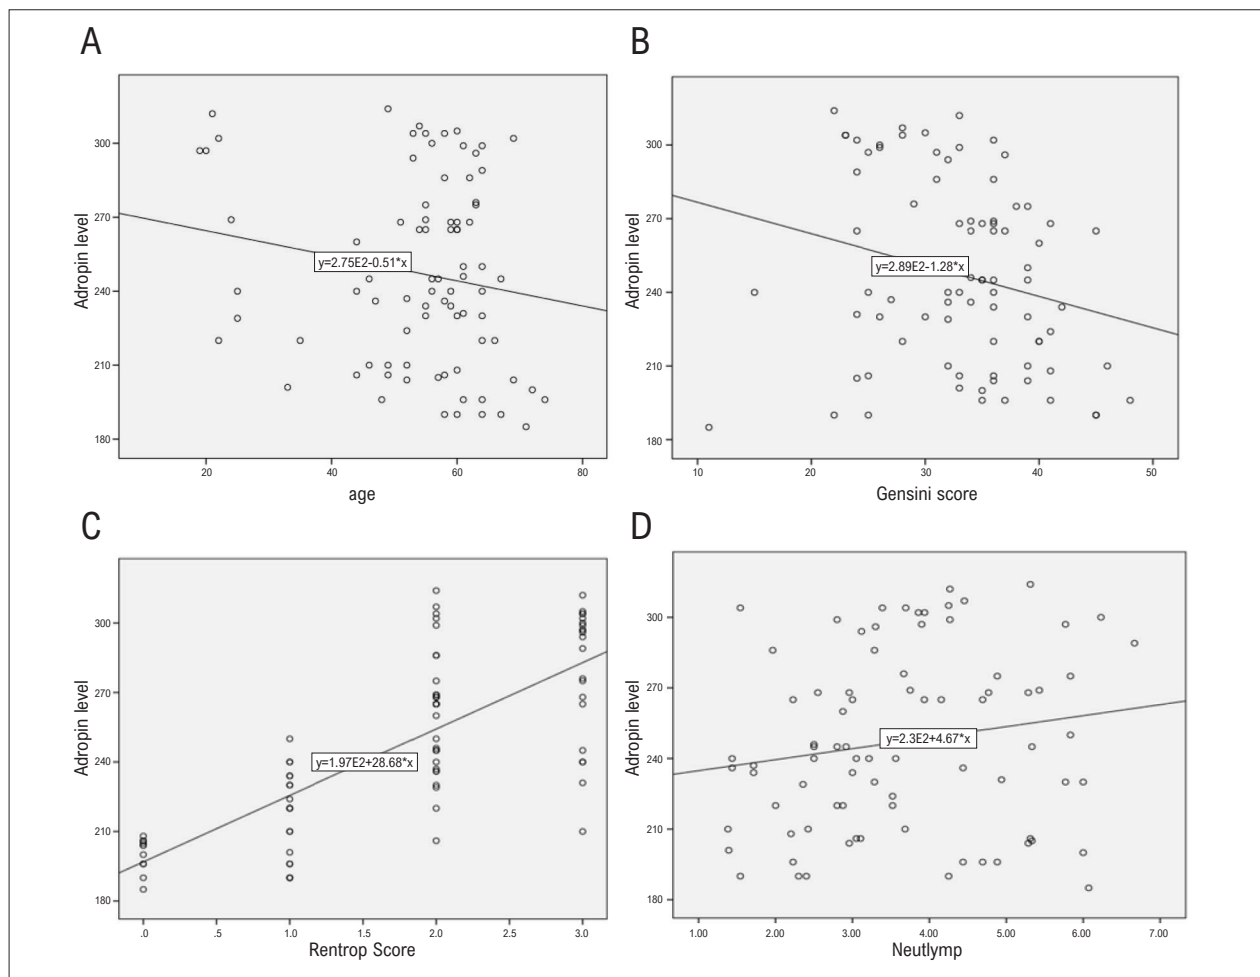 A
Adropin level
300
270
240
210
180
y=2.75E2-0.51*x
20
40
60
80
age
B
Adropin level
300
270
240
210
180
y=2.89E2-1.28*x
10
20
30
40
50
Gensini score
C
Adropin level
300
270
240
210
180
y=1.97E2+28.68*x
.0
.5
1.0
1.5
2.0
2.5
3.0
Rentrop Score
D
Adropin level
300
270
240
210
180
y=2.3E2+4.67*x
1.00
2.00
3.00
4.00
5.00
6.00
7.00
Neutlymp